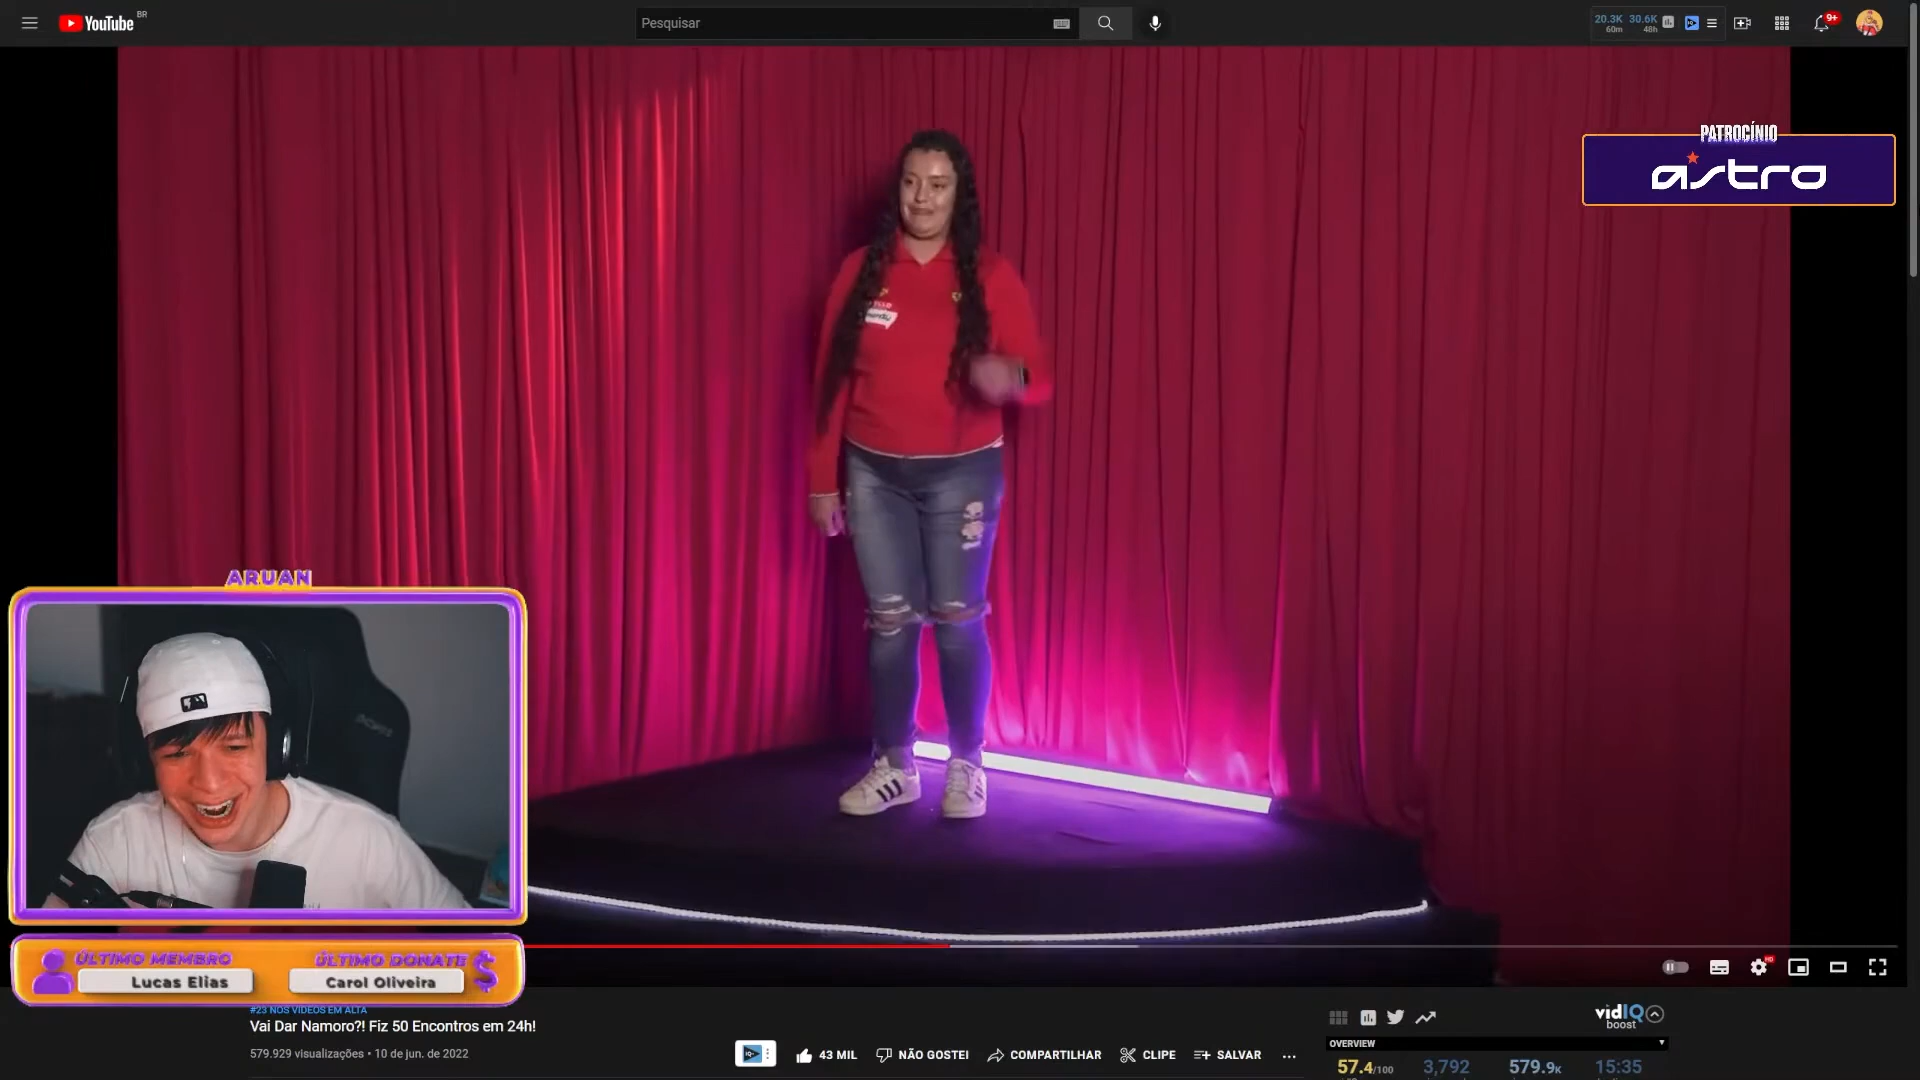 YouTube BR
Pesquisar
20.3K 30.6K
60m 48h
9+
PATROCÍNIO
astro
ARUAN
ÚLTIMO MEMBRO
Lucas Elias
ÚLTIMO DONATE
Carol Oliveira
HD
#23 NOS VÍDEOS EM ALTA
Vai Dar Namoro?! Fiz 50 Encontros em 24h!
579.929 visualizações • 10 de jun. de 2022
43 MIL
NÃO GOSTEI
COMPARTILHAR
CLIPE
SALVAR
vidIQ
boost
OVERVIEW
57.4/100
3,792
579.9K
15:35